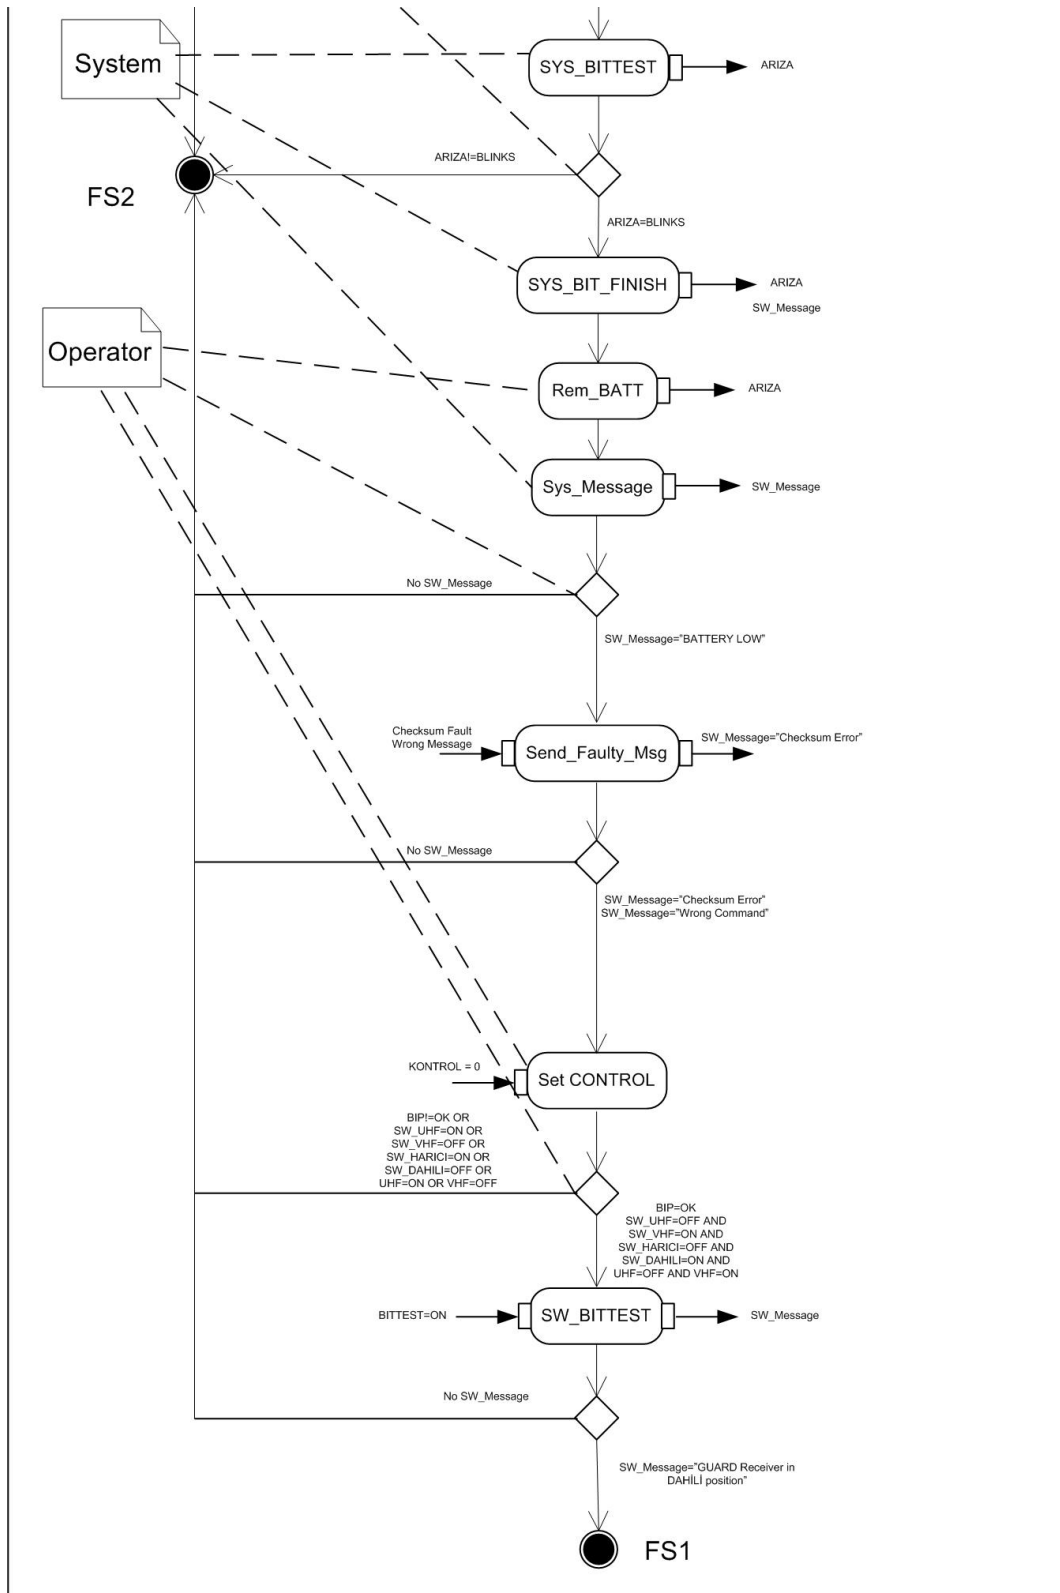 System
SYS_BITTEST
ARIZA
ARIZA!=BLINKS
FS2
ARIZA=BLINKS
SYS_BIT_FINISH
ARIZA
SW_Message
Operator
Rem_BATT
ARIZA
Sys_Message
SW_Message
No SW_Message
SW_Message="BATTERY LOW"
Checksum Fault
Wrong Message
Send_Faulty_Msg
SW_Message="Checksum Error"
No SW_Message
SW_Message="Checksum Error"
SW_Message="Wrong Command"
KONTROL = 0
Set CONTROL
BIP!=OK OR
SW_UHF=ON OR
SW_VHF=OFF OR
SW_HARICI=ON OR
SW_DAHILI=OFF OR
UHF=ON OR VHF=OFF
BIP=OK
SW_UHF=OFF AND
SW_VHF=ON AND
SW_HARICI=OFF AND
SW_DAHILI=ON AND
UHF=OFF AND VHF=ON
BITTEST=ON
SW_BITTEST
SW_Message
No SW_Message
SW_Message="GUARD Receiver in
DAHİLİ position"
FS1